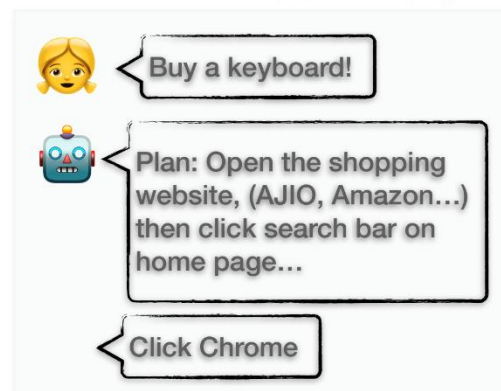 Buy a keyboard!
Plan: Open the shopping
website, (AJIO, Amazon...)
then click search bar on
home page...
Click Chrome